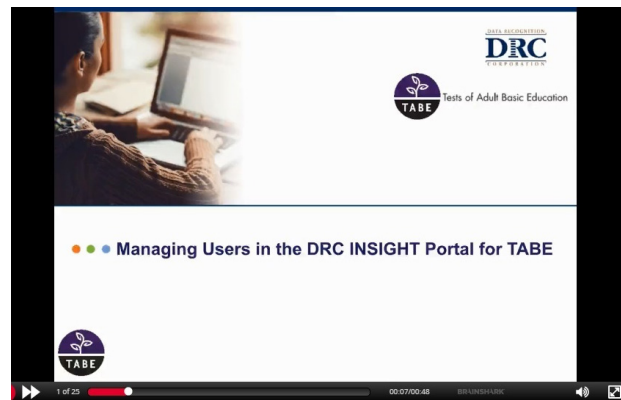 DATA RECOGNITION
DRC
CORPORATION
TABE
Tests of Adult Basic Education
Managing Users in the DRC INSIGHT Portal for TABE
TABE
1 of 25
00:07/00:48
BRAINSHARK